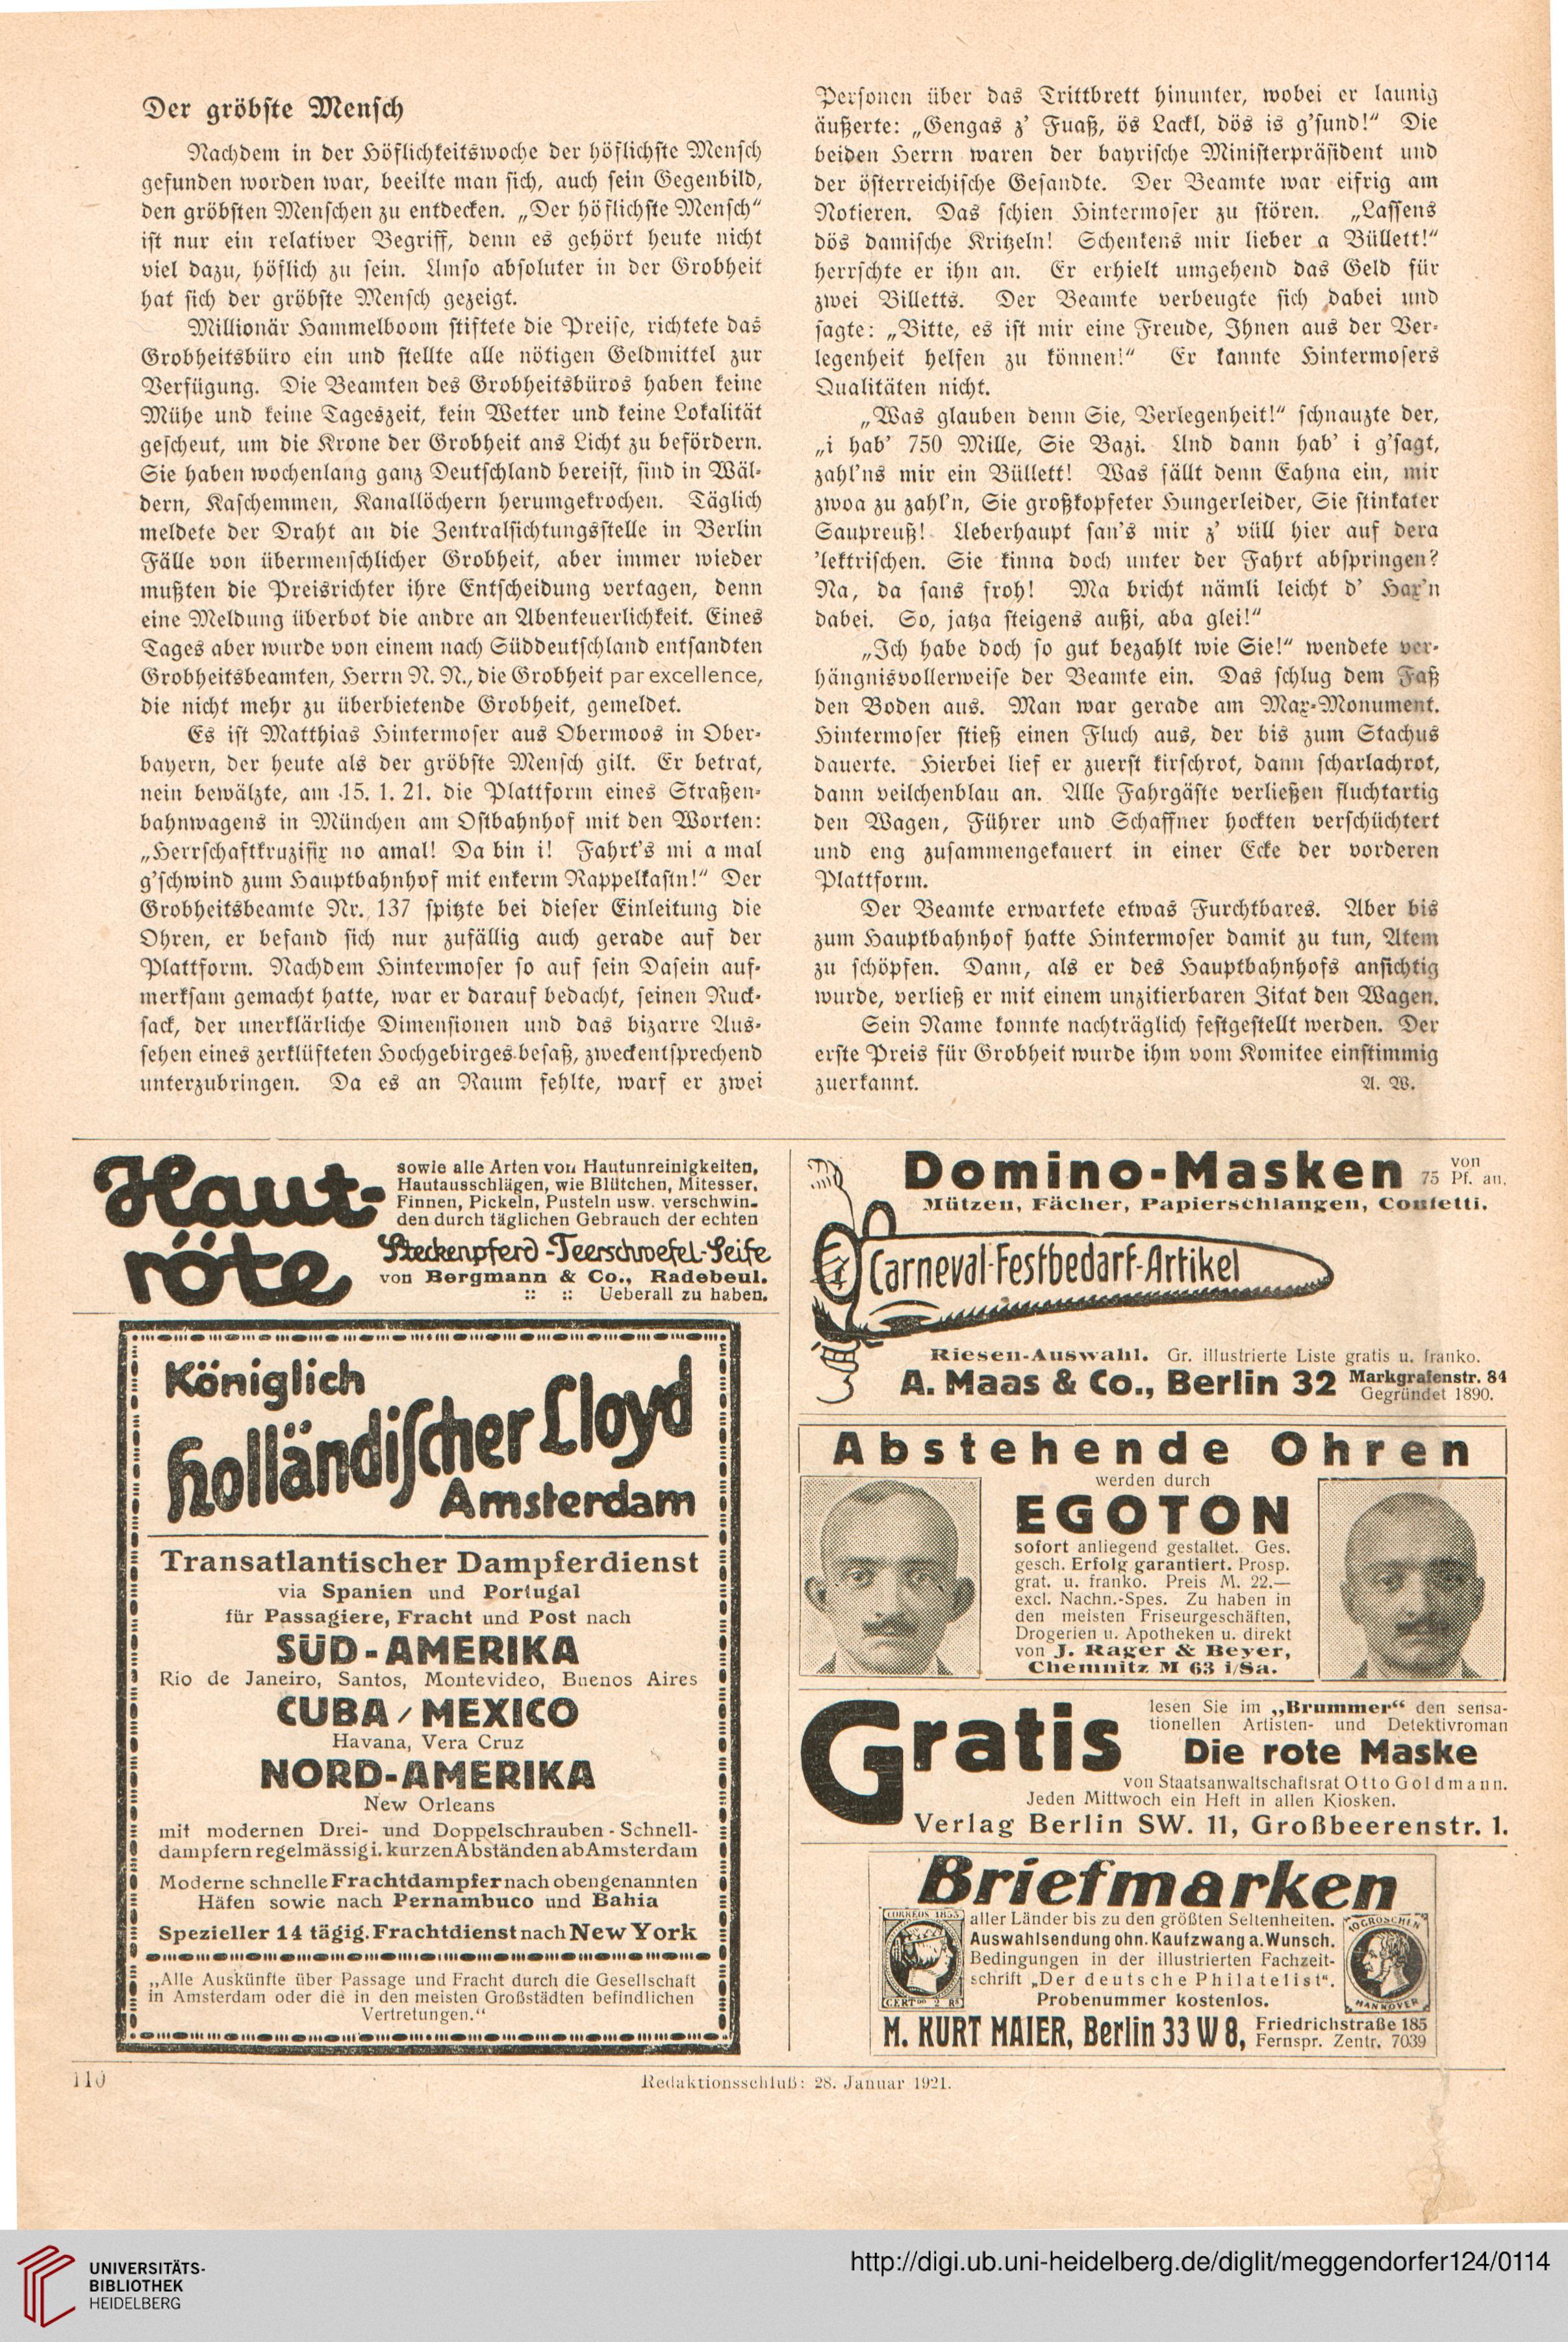 Der gröbste Mensch
Nachdem in der Höflichkeitswoche der höflichste Mensch
gefunden worden war, beeilte man sich, auch sein Gegenbild,
den gröbsten Menschen zu entdecken. „Der höflichste Mensch“
ist nur ein relativer Begriff, denn es gehört heute nicht
viel dazu, höflich zu sein. Umso absoluter in der Grobheit
hat sich der gröbste Mensch gezeigt.
Millionär Hammelboom stiftete die Preise, richtete das
Grobheitsbüro ein und stellte alle nötigen Geldmittel zur
Verfügung. Die Beamten des Grobheitsbüros haben keine
Mühe und keine Tageszeit, kein Wetter und keine Lokalität
gescheut, um die Krone der Grobheit ans Licht zu befördern.
Sie haben wochenlang ganz Deutschland bereist, sind in Wäl-
dern, Kaschemmen, Kanallöchern herumgekrochen. Täglich
meldete der Draht an die Zentralsichtungsstelle in Berlin
Fälle von übermenschlicher Grobheit, aber immer wieder
mußten die Preisrichter ihre Entscheidung vertagen, denn
eine Meldung überbot die andre an Abenteuerlichkeit. Eines
Tages aber wurde von einem nach Süddeutschland entsandten
Grobheitsbeamten, Herrn N. N., die Grobheit par excellence,
die nicht mehr zu überbietende Grobheit, gemeldet.
Es ist Matthias Hintermoser aus Obermoos in Ober-
bayern, der heute als der gröbste Mensch gilt. Er betrat,
nein bewälzte, am 15. 1. 21. die Plattform eines Straßen-
bahnwagens in München am Ostbahnhof mit den Worten:
„Herrschaftkruzifix no amal! Da bin i! Fahrt's mi a mal
g'schwind zum Hauptbahnhof mit enkerm Rappelkastn!“ Der
Grobheitsbeamte Nr. 137 spitzte bei dieser Einleitung die
Ohren, er befand sich nur zufällig auch gerade auf der
Plattform. Nachdem Hintermoser so auf sein Dasein auf-
merksam gemacht hatte, war er darauf bedacht, seinen Ruck-
sack, der unerklärliche Dimensionen und das bizarre Aus-
sehen eines zerklüfteten Hochgebirges besaß, zweckentsprechend
unterzubringen. Da es an Raum fehlte, warf er zwei
Personen über das Trittbrett hinunter, wobei er launig
äußerte: „Gengas z' Fuaß, ös Lackl, dös is g'sund!“ Die
beiden Herrn waren der bayrische Ministerpräsident und
der österreichische Gesandte. Der Beamte war eifrig am
Notieren. Das schien Hintermoser zu stören. „Lassens
dös damische Kritzeln! Schenkens mir lieber a Büllett!“
herrschte er ihn an. Er erhielt umgehend das Geld für
zwei Billetts. Der Beamte verbeugte sich dabei und
sagte: „Bitte, es ist mir eine Freude, Ihnen aus der Ver-
legenheit helfen zu können!“ Er kannte Hintermosers
Qualitäten nicht.
„Was glauben denn Sie, Verlegenheit!“ schnauzte der,
„i hab' 750 Mille, Sie Bazi. Und dann hab' i g'sagt,
zahl'ns mir ein Büllett! Was fällt denn Eahna ein, mir
zwoa zu zahl'n, Sie großkopfeter Hungerleider, Sie stinkater
Saupreuß! Ueberhaupt san's mir z' vüll hier auf dera
'lektrischen. Sie kinna doch unter der Fahrt abspringen?
Na, da sans froh! Ma bricht nämli leicht d' Hax'n
dabei. So, jatza steigens außi, aba glei!“
„Ich habe doch so gut bezahlt wie Sie!“ wendete ver-
hängnisvollerweise der Beamte ein. Das schlug dem Faß
den Boden aus. Man war gerade am Max-Monument.
Hintermoser stieß einen Fluch aus, der bis zum Stachus
dauerte. Hierbei lief er zuerst kirschrot, dann scharlachrot,
dann veilchenblau an. Alle Fahrgäste verließen fluchtartig
den Wagen, Führer und Schaffner hockten verschüchtert
und eng zusammengekauert in einer Ecke der vorderen
Plattform.
Der Beamte erwartete etwas Furchtbares. Aber bis
zum Hauptbahnhof hatte Hintermoser damit zu tun, Atem
zu schöpfen. Dann, als er des Hauptbahnhofs ansichtig
wurde, verließ er mit einem unzitierbaren Zitat den Wagen.
Sein Name konnte nachträglich festgestellt werden. Der
erste Preis für Grobheit wurde ihm vom Komitee einstimmig
zuerkannt. A. W.
Haut-
röte
sowie alle Arten von Hautunreinigkeiten,
Hautausschlägen, wie Blütchen, Mitesser,
Finnen, Pickeln, Pusteln usw. verschwin-
den durch täglichen Gebrauch der echten
Steckenpferd-Teerschwefel-Seife
von Bergmann & Co., Radebeul.
:: :: Ueberall zu haben.
Königlich
Holländischer Lloyd
Amsterdam
Transatlantischer Dampferdienst
via Spanien und Portugal
für Passagiere, Fracht und Post nach
SÜD-AMERIKA
Rio de Janeiro, Santos, Montevideo, Buenos Aires
CUBA / MEXICO
Havana, Vera Cruz
NORD-AMERIKA
New Orleans
mit modernen Drei- und Doppelschrauben-Schnell-
dampfern regelmässig i. kurzen Abständen ab Amsterdam
Moderne schnelle Frachtdampfer nach obengenannten
Häfen sowie nach Pernambuco und Bahia
Spezieller 14 tägig. Frachtdienst nach New York
„Alle Auskünfte über Passage und Fracht durch die Gesellschaft
in Amsterdam oder die in den meisten Großstädten befindlichen
Vertretungen.“
Domino-Masken von 75 Pf. an.
Mützen, Fächer, Papierschlangen, Confetti.
Carneval-Festbedarf-Artikel
Riesen-Auswahl. Gr. illustrierte Liste gratis u. franko.
A. Maas & Co., Berlin 32 Markgrafenstr. 84
Gegründet 1890.
Abstehende Ohren
werden durch
EGOTON
sofort anliegend gestaltet. Ges.
gesch. Erfolg garantiert. Prosp.
grat. u. franko. Preis M. 22.—
excl. Nachn.-Spes. Zu haben in
den meisten Friseurgeschäften,
Drogerien u. Apotheken u. direkt
von J. Rager & Beyer,
Chemnitz M 63 i/Sa.
Gratis
lesen Sie im „Brummer“ den sensa-
tionellen Artisten- und Detektivroman
Die rote Maske
von Staatsanwaltschaftsrat Otto Goldmann.
Jeden Mittwoch ein Heft in allen Kiosken.
Verlag Berlin SW. 11, Großbeerenstr. 1.
Briefmarken
CORREOS 1853
CERTDO 2 RS
10 GROSCHEN
HANNOVER
aller Länder bis zu den größten Seltenheiten.
Auswahlsendung ohn. Kaufzwang a. Wunsch.
Bedingungen in der illustrierten Fachzeit-
schrift „Der deutsche Philatelist“.
Probenummer kostenlos.
M. KURT MAIER, Berlin 33 W 8, Friedrichstraße 185
Fernspr. Zentr. 7039
110
Redaktionsschluß: 28. Januar 1921.
UNIVERSITÄTS-
BIBLIOTHEK
HEIDELBERG
http://digi.ub.uni-heidelberg.de/diglit/meggendorfer124/0114